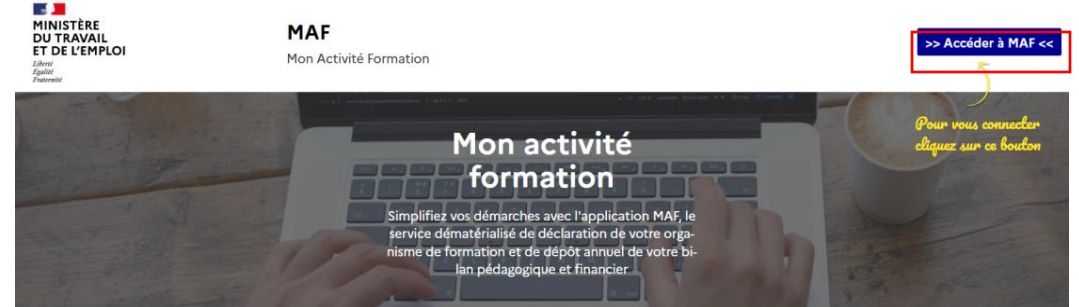 MINISTÈRE
DU TRAVAIL
ET DE L'EMPLOI
Liberté
Égalité
Fraternité
MAF
Mon Activité Formation
>> Accéder à MAF <<
Pour vous connecter
cliquez sur ce bouton
Mon activité
formation
Simplifiez vos démarches avec l'application MAF, le
service dématérialisé de déclaration de votre orga-
nisme de formation et de dépôt annuel de votre bi-
lan pédagogique et financier